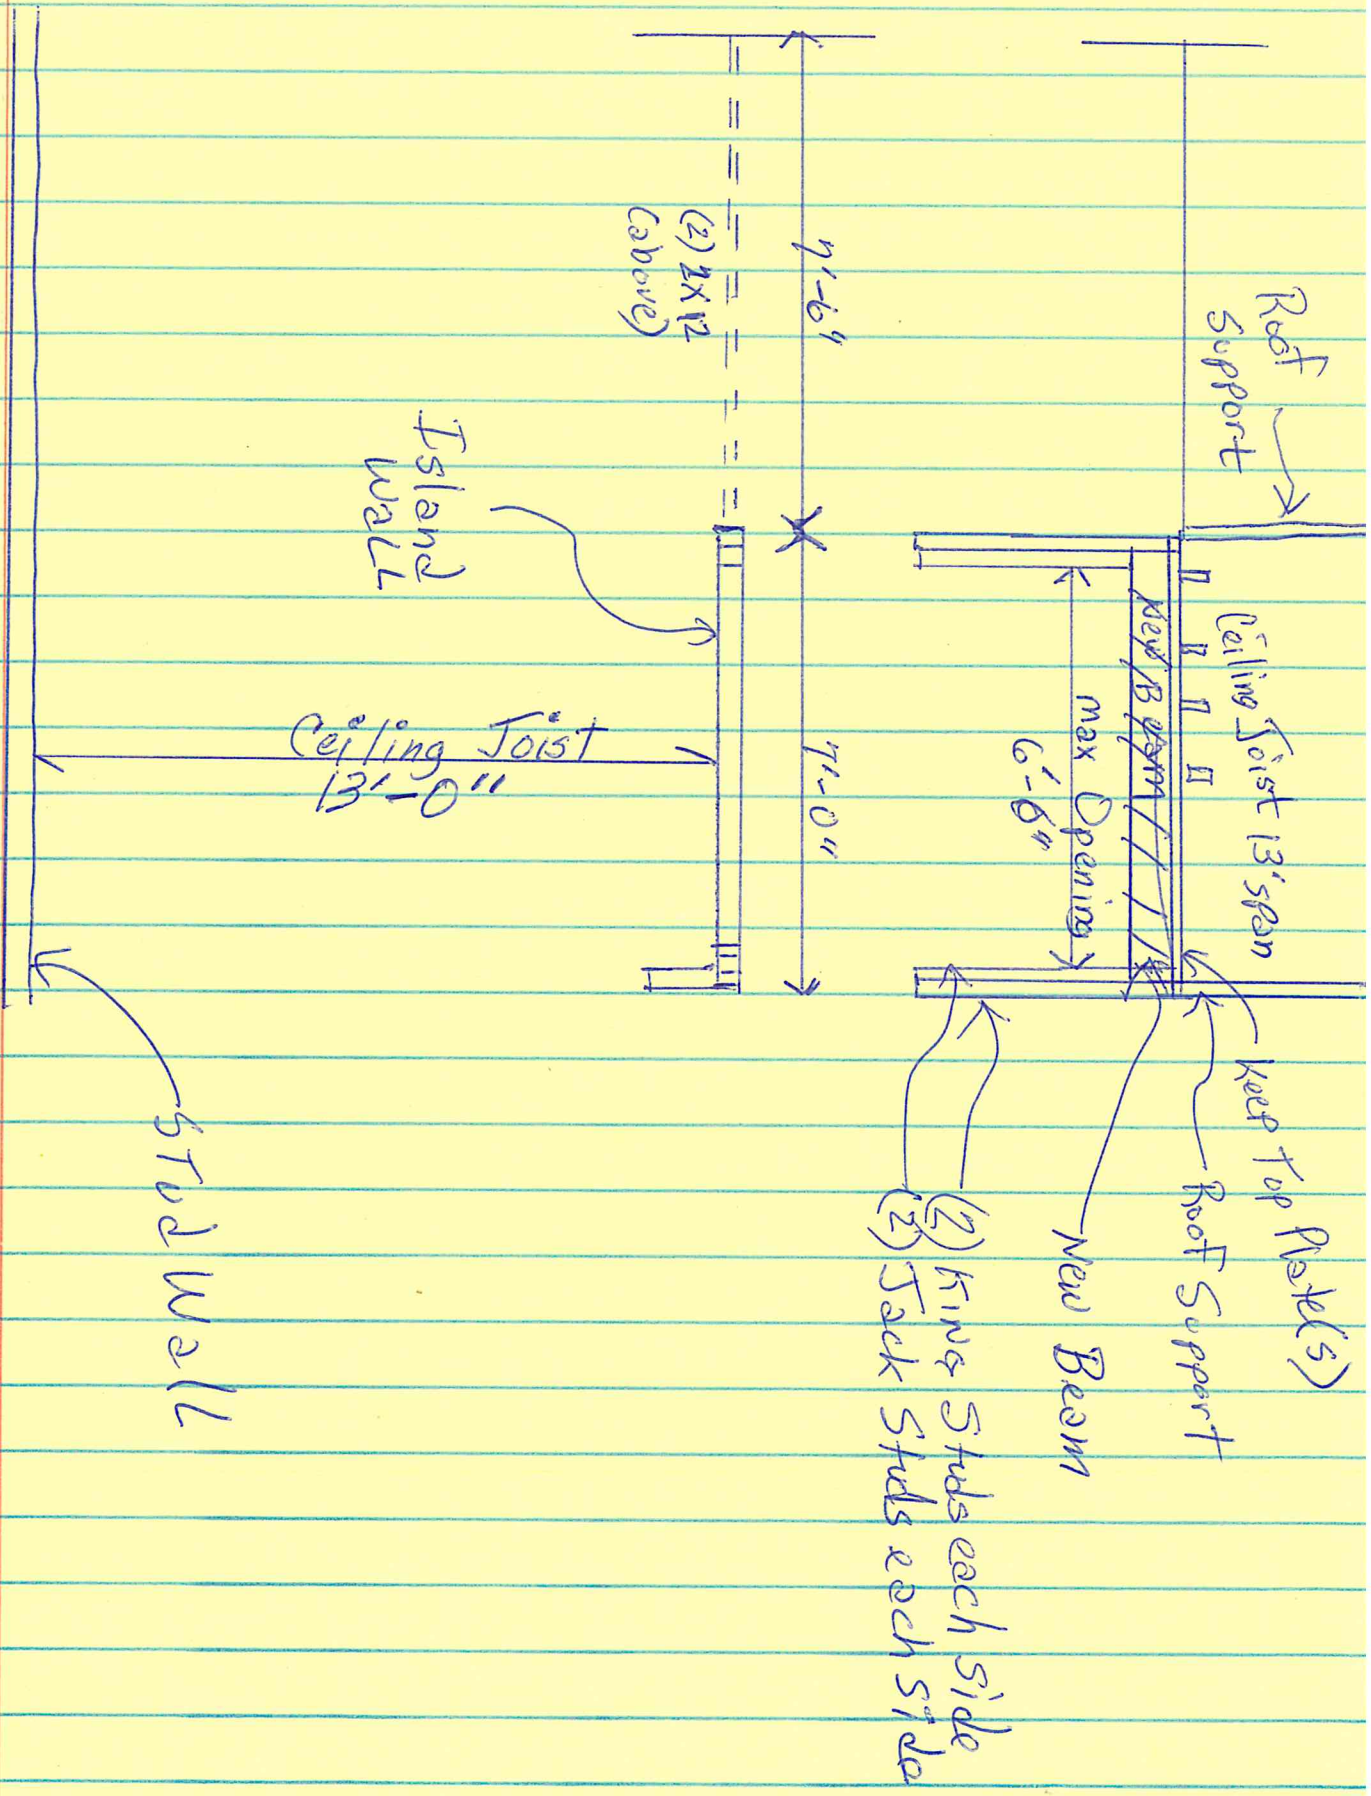 Roof
Support
Ceiling Joist 13' span
Keep Top Plate(s)
Roof Support
New Beam
New Beam
max Opening
6'-6"
(2) King Studs each side
(2) Jack Studs each side
7'-6"
7'-0"
(2) 2X12
(above)
Island
Wall
Ceiling Joist
13'-0"
Stud Wall